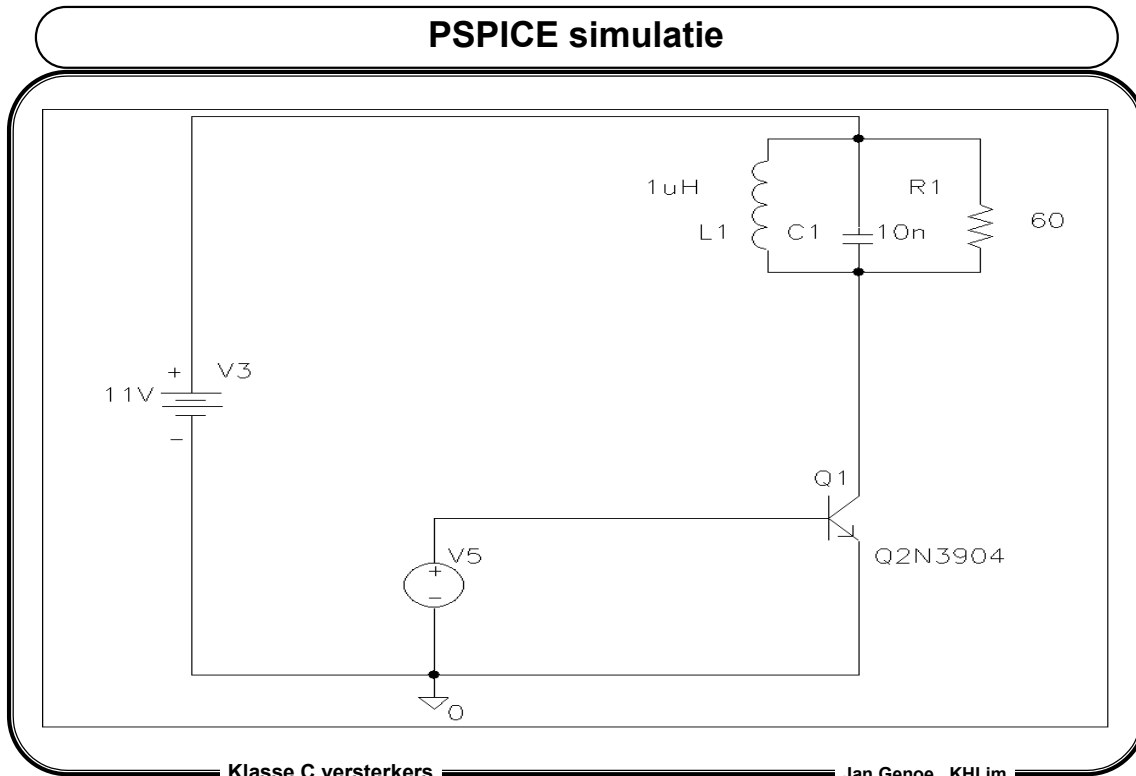 PSPICE simulatie
1uH
R1
L1
C1
10n
60
+
V3
11V
-
Q1
V5
+
-
Q2N3904
0
Klasse C versterkers
Jan Genoe KHLim